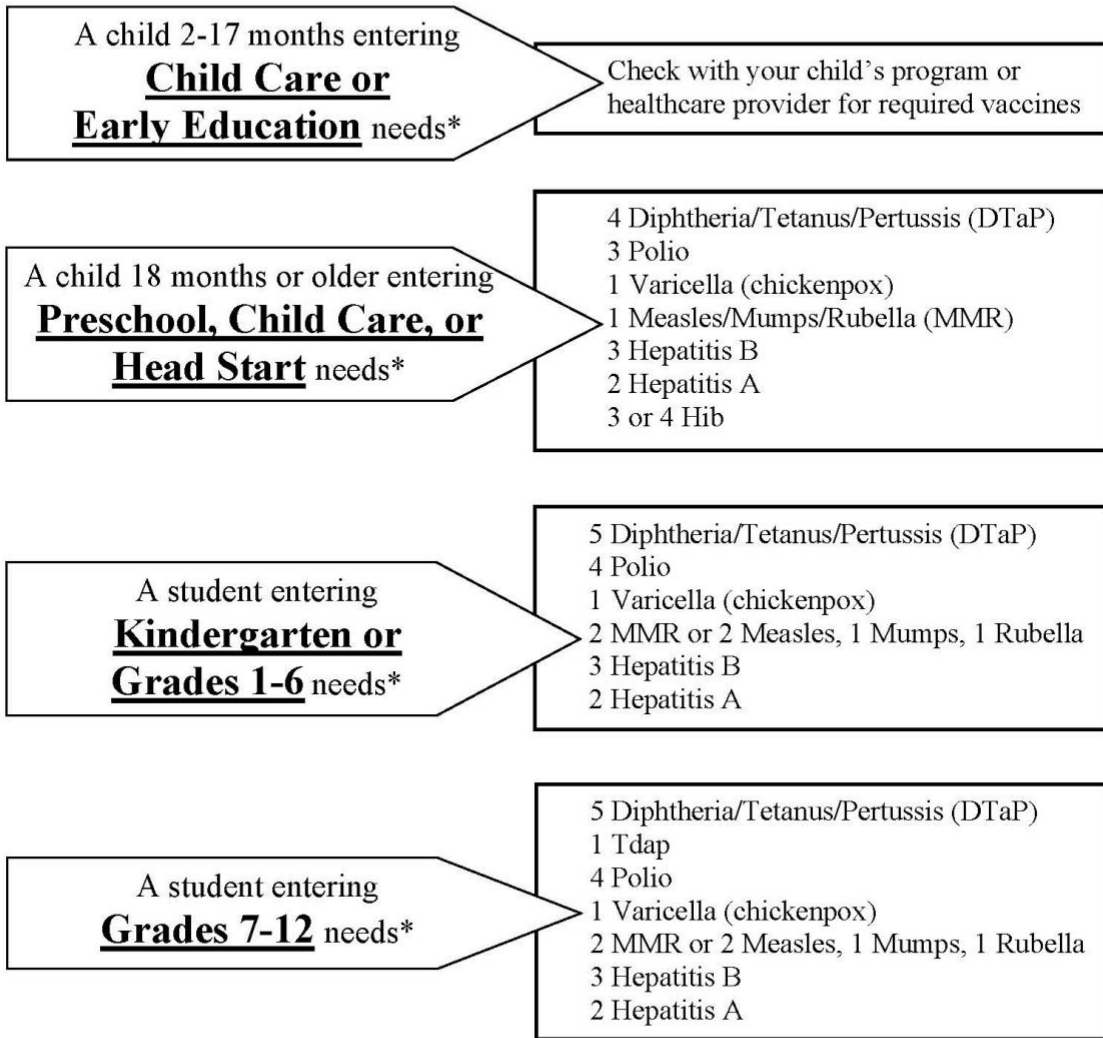 A child 2-17 months entering
Child Care or
Early Education needs*
Check with your child's program or
healthcare provider for required vaccines
A child 18 months or older entering
Preschool, Child Care, or
Head Start needs*
4 Diphtheria/Tetanus/Pertussis (DTaP)
3 Polio
1 Varicella (chickenpox)
1 Measles/Mumps/Rubella (MMR)
3 Hepatitis B
2 Hepatitis A
3 or 4 Hib
A student entering
Kindergarten or
Grades 1-6 needs*
5 Diphtheria/Tetanus/Pertussis (DTaP)
4 Polio
1 Varicella (chickenpox)
2 MMR or 2 Measles, 1 Mumps, 1 Rubella
3 Hepatitis B
2 Hepatitis A
A student entering
Grades 7-12 needs*
5 Diphtheria/Tetanus/Pertussis (DTaP)
1 Tdap
4 Polio
1 Varicella (chickenpox)
2 MMR or 2 Measles, 1 Mumps, 1 Rubella
3 Hepatitis B
2 Hepatitis A